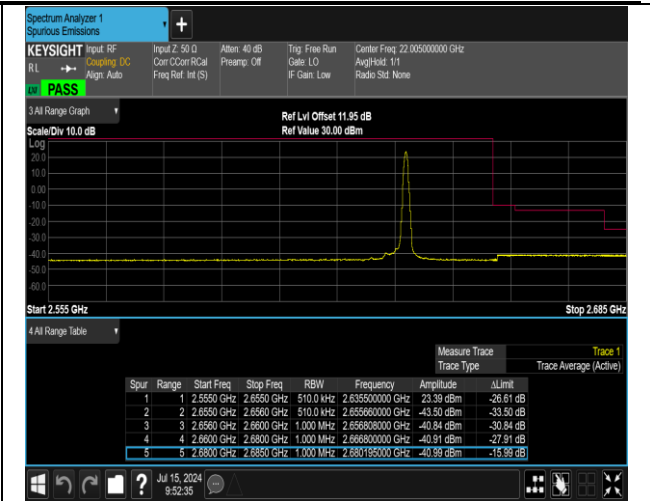 Spectrum Analyzer 1
Spurious Emissions
+
KEYSIGHT Input: RF Input Z: 50 Ω Atten: 40 dB Trig: Free Run Center Freq: 22.005000000 GHz
RL Coupling: DC Corr CCorr RCal Preamp: Off Gate: LO Avg|Hold: 1/1
Align: Auto Freq Ref: Int (S) IF Gain: Low Radio Std: None
PASS
3 All Range Graph
Ref Lvl Offset 11.95 dB
Scale/Div 10.0 dB Ref Value 30.00 dBm
Log
20.0
10.0
0.00
-10.0
-20.0
-30.0
-40.0
-50.0
-60.0
Start 2.555 GHz Stop 2.685 GHz
4 All Range Table
Measure Trace Trace 1
Trace Type Trace Average (Active)
Spur Range Start Freq Stop Freq RBW Frequency Amplitude ΔLimit
1 1 2.5550 GHz 2.6550 GHz 510.0 kHz 2.635500000 GHz 23.39 dBm -26.61 dB
2 2 2.6550 GHz 2.6560 GHz 510.0 kHz 2.655660000 GHz -43.50 dBm -33.50 dB
3 3 2.6560 GHz 2.6600 GHz 1.000 MHz 2.656808000 GHz -40.84 dBm -30.84 dB
4 4 2.6600 GHz 2.6800 GHz 1.000 MHz 2.666800000 GHz -40.91 dBm -27.91 dB
5 5 2.6800 GHz 2.6850 GHz 1.000 MHz 2.680195000 GHz -40.99 dBm -15.99 dB
? Jul 15, 2024
9:52:35